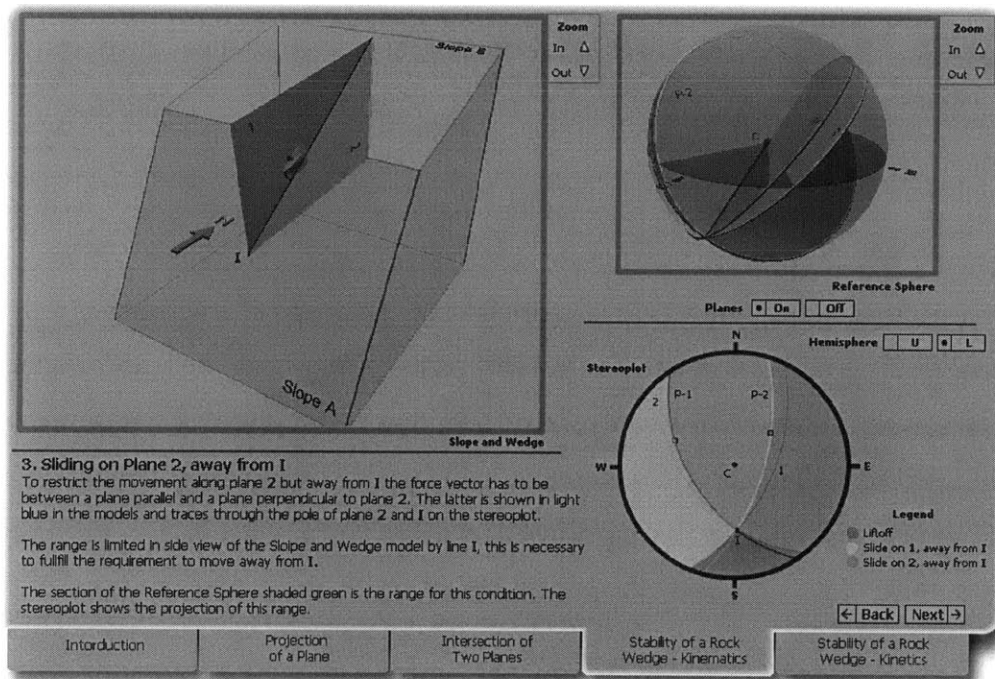 Slope B
1
2
N
I
Slope A
Slope and Wedge
Zoom
In △
Out ▽
P-2
C
Zoom
In △
Out ▽
Reference Sphere
Planes • On Off
Hemisphere U • L
Stereoplot
N
2
P-1
P-2
W
C
1
E
I
S
Legend
Liftoff
Slide on 1, away from I
Slide on 2, away from I
3. Sliding on Plane 2, away from I
To restrict the movement along plane 2 but away from I the force vector has to be
between a plane parallel and a plane perpendicular to plane 2. The latter is shown in light
blue in the models and traces through the pole of plane 2 and I on the stereoplot.
The range is limited in side view of the Sloipe and Wedge model by line I, this is necessary
to fullfill the requirement to move away from I.
The section of the Reference Sphere shaded green is the range for this condition. The
stereoplot shows the projection of this range.
← Back Next →
Intorduction
Projection
of a Plane
Intersection of
Two Planes
Stability of a Rock
Wedge - Kinematics
Stability of a Rock
Wedge - Kinetics